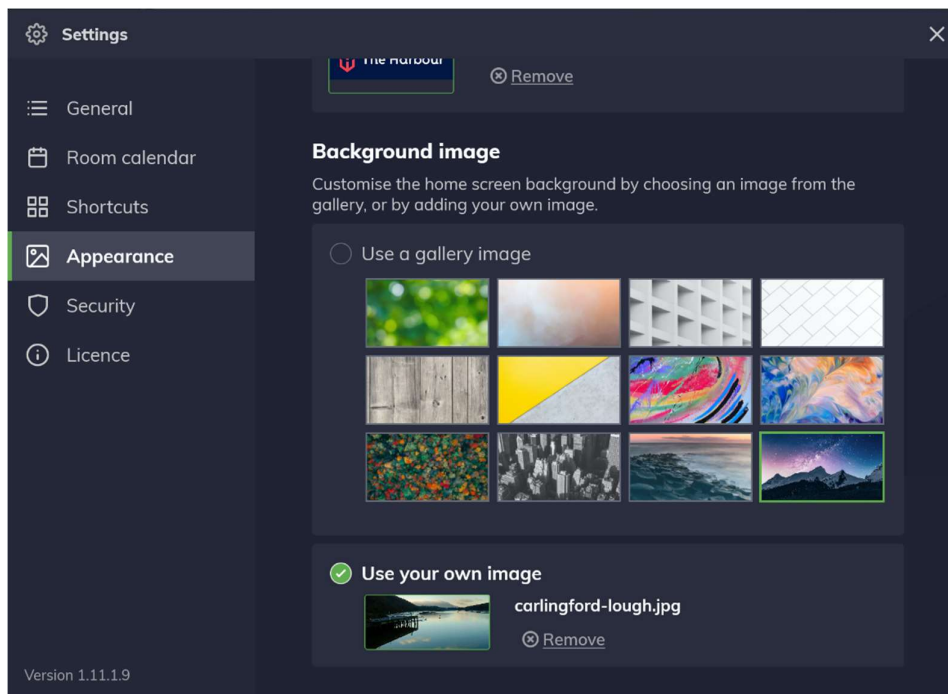 Settings
The Harbour
Remove
General
Room calendar
Shortcuts
Appearance
Security
Licence
Background image
Customise the home screen background by choosing an image from the
gallery, or by adding your own image.
Use a gallery image
Use your own image
carlingford-lough.jpg
Remove
Version 1.11.1.9